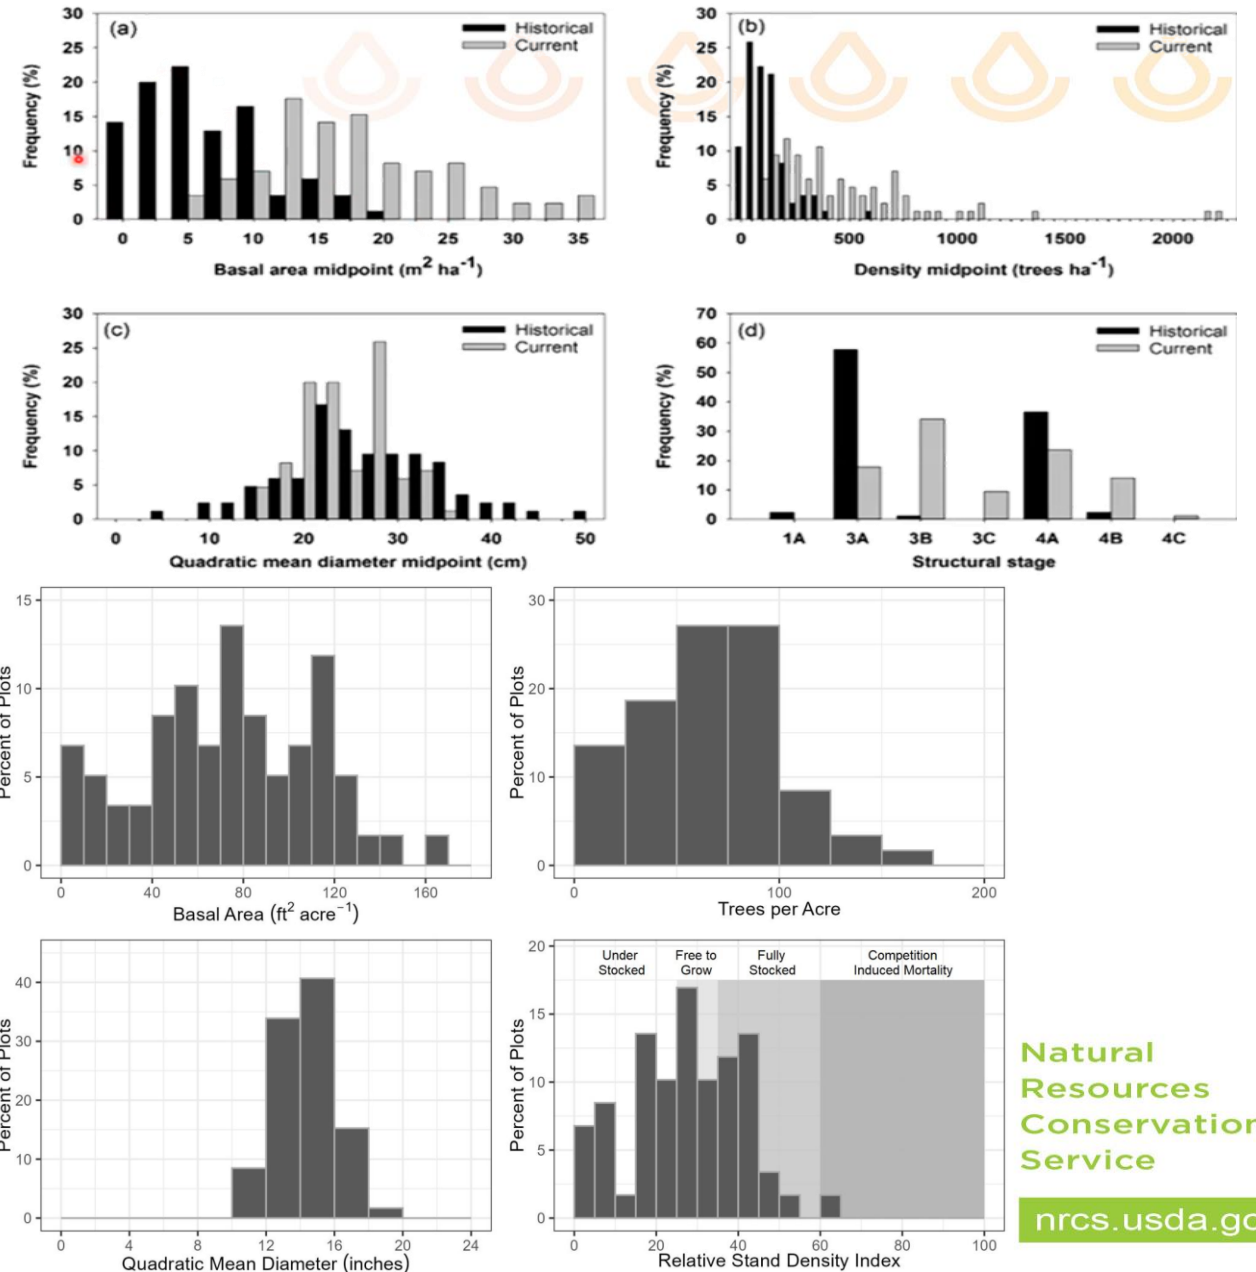 (a)
Historical
Current
Frequency (%)
30
25
20
15
10
5
0
0 5 10 15 20 25 30 35
Basal area midpoint (m² ha⁻¹)
(b)
Historical
Current
Frequency (%)
30
25
20
15
10
5
0
0 500 1000 1500 2000
Density midpoint (trees ha⁻¹)
(c)
Historical
Current
Frequency (%)
30
25
20
15
10
5
0
0 10 20 30 40 50
Quadratic mean diameter midpoint (cm)
(d)
Historical
Current
Frequency (%)
70
60
50
40
30
20
10
0
1A 3A 3B 3C 4A 4B 4C
Structural stage
Percent of Plots
15
10
5
0
0 40 80 120 160
Basal Area (ft² acre⁻¹)
Percent of Plots
30
20
10
0
0 100 200
Trees per Acre
Percent of Plots
40
30
20
10
0
0 4 8 12 16 20 24
Quadratic Mean Diameter (inches)
Percent of Plots
20
15
10
5
0
Under
Stocked
Free to
Grow
Fully
Stocked
Competition
Induced Mortality
0 20 40 60 80 100
Relative Stand Density Index
Natural
Resources
Conservation
Service
nrcs.usda.go